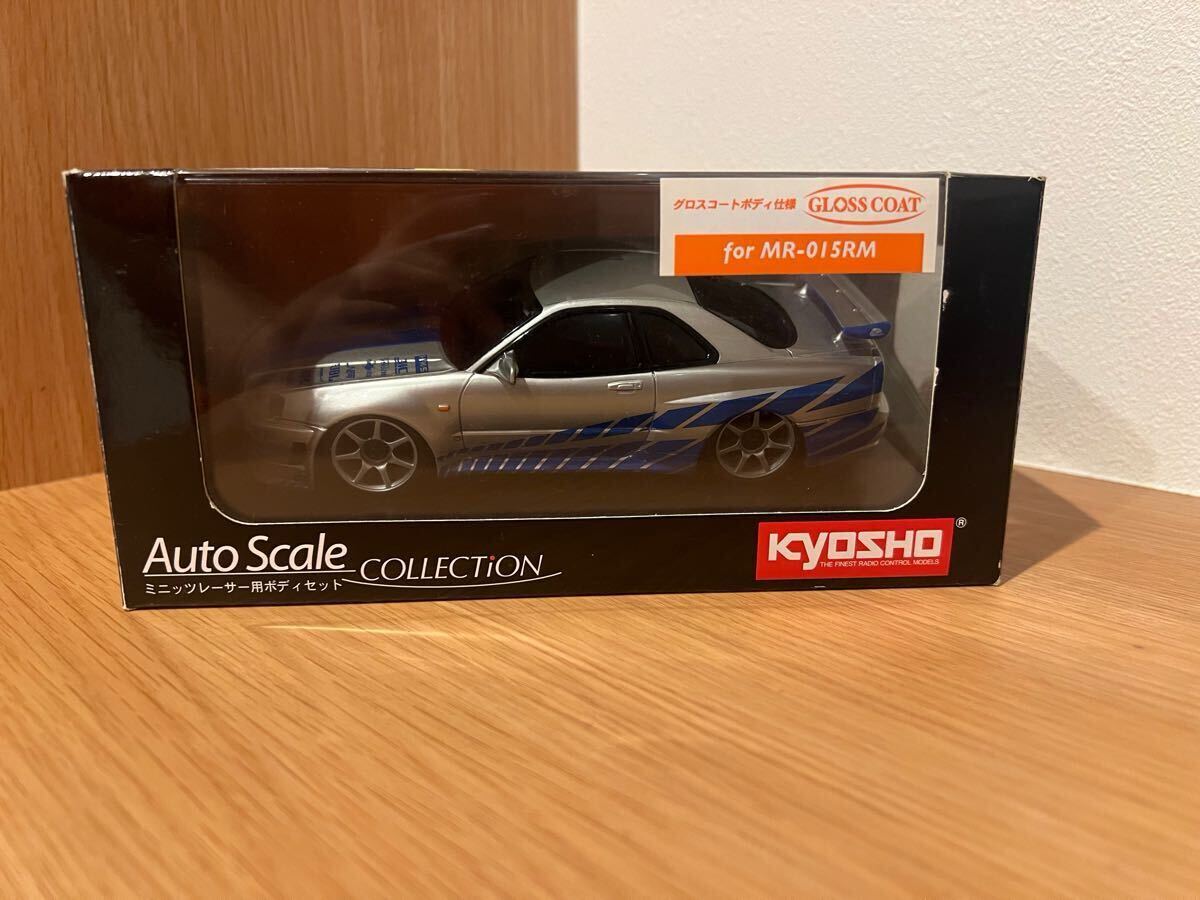 グロスコートボディ仕様 GLOSS COAT
for MR-015RM
Auto Scale COLLECTiON
ミニッツレーサー用ボディセット
KYOSHO ®
THE FINEST RADIO CONTROL MODELS